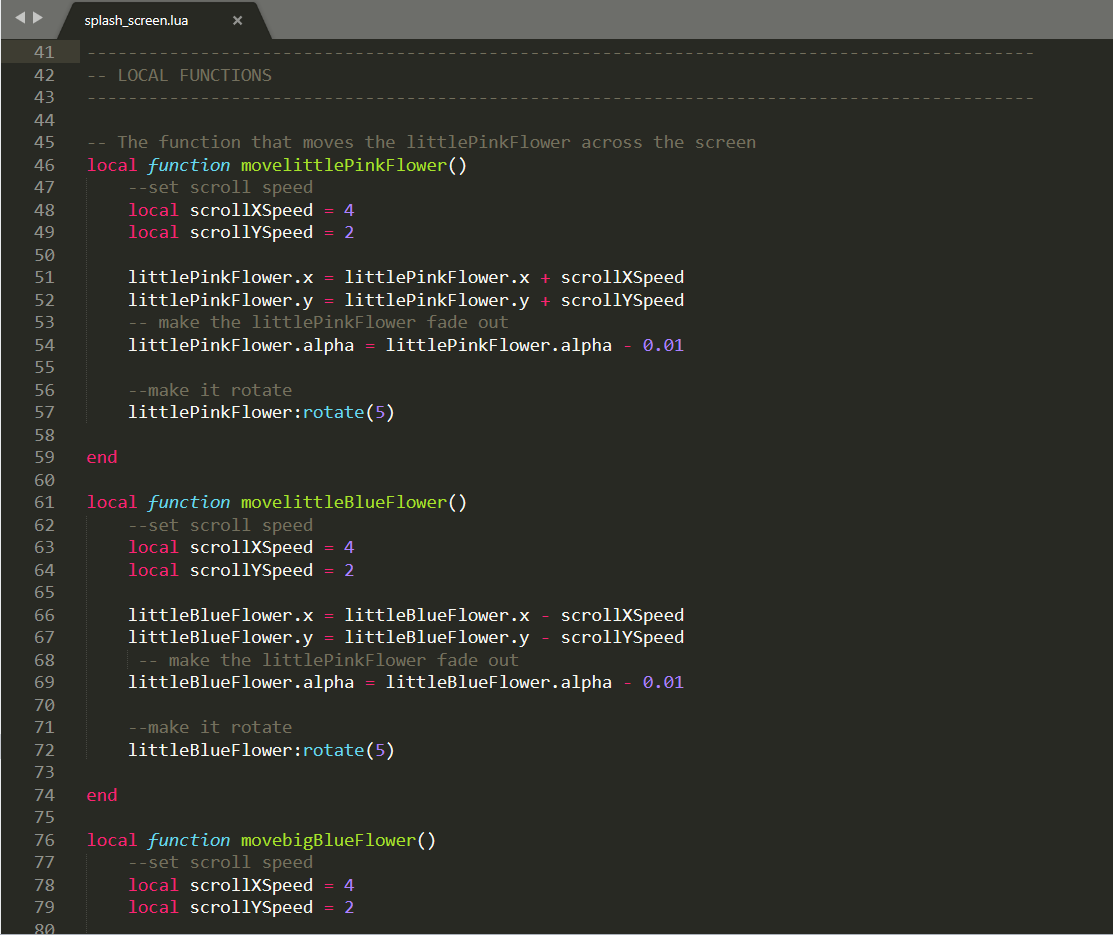 splash_screen.lua ×
41 --------------------------------------------------------------------------------------------
42 -- LOCAL FUNCTIONS
43 --------------------------------------------------------------------------------------------
44
45 -- The function that moves the littlePinkFlower across the screen
46 local function movelittlePinkFlower()
47     --set scroll speed
48     local scrollXSpeed = 4
49     local scrollYSpeed = 2
50
51     littlePinkFlower.x = littlePinkFlower.x + scrollXSpeed
52     littlePinkFlower.y = littlePinkFlower.y + scrollYSpeed
53     -- make the littlePinkFlower fade out
54     littlePinkFlower.alpha = littlePinkFlower.alpha - 0.01
55
56     --make it rotate
57     littlePinkFlower:rotate(5)
58
59 end
60
61 local function movelittleBlueFlower()
62     --set scroll speed
63     local scrollXSpeed = 4
64     local scrollYSpeed = 2
65
66     littleBlueFlower.x = littleBlueFlower.x - scrollXSpeed
67     littleBlueFlower.y = littleBlueFlower.y - scrollYSpeed
68      -- make the littlePinkFlower fade out
69     littleBlueFlower.alpha = littleBlueFlower.alpha - 0.01
70
71     --make it rotate
72     littleBlueFlower:rotate(5)
73
74 end
75
76 local function movebigBlueFlower()
77     --set scroll speed
78     local scrollXSpeed = 4
79     local scrollYSpeed = 2
80